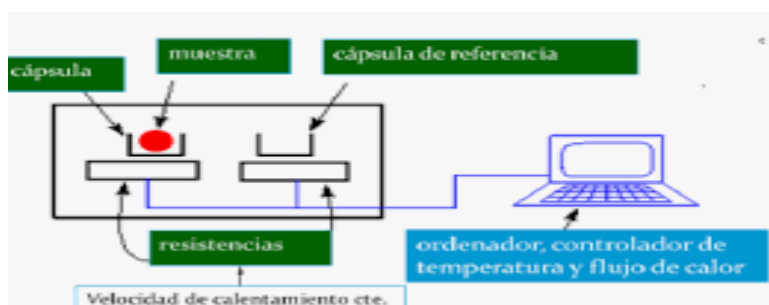 muestra
cápsula de referencia
cápsula
resistencias
ordenador, controlador de
temperatura y flujo de calor
Velocidad de calentamiento cte.